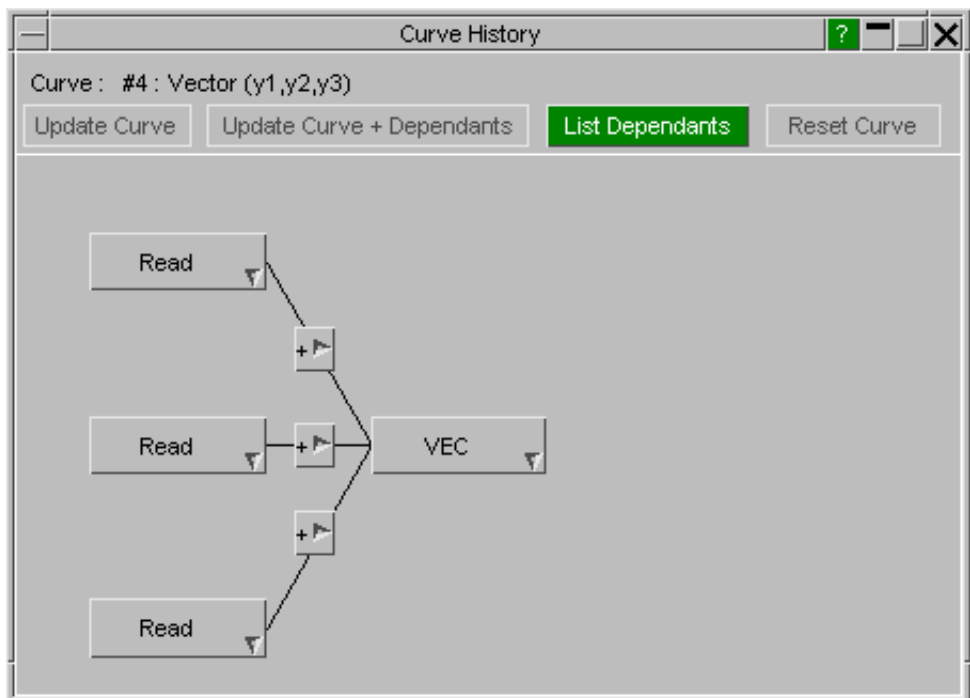 Curve History ?
Curve : #4 : Vector (y1,y2,y3)
Update Curve Update Curve + Dependants List Dependants Reset Curve
Read
+
Read + VEC
+
Read